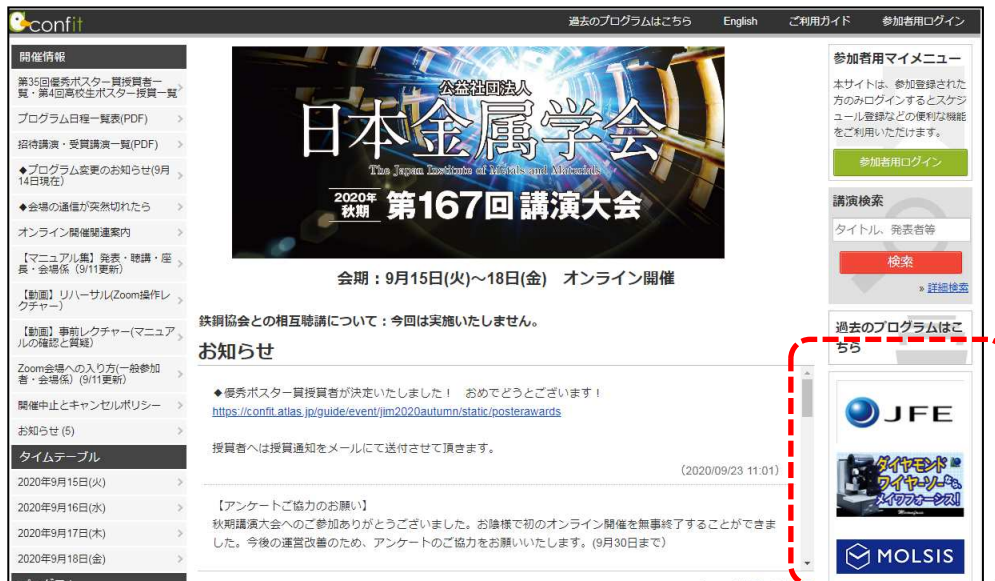 confit
過去のプログラムはこちら English ご利用ガイド 参加者用ログイン
開催情報
第35回優秀ポスター賞授賞者一
覧・第4回高校生ポスター授賞一覧
プログラム日程一覧表(PDF)
招待講演・受賞講演一覧(PDF)
◆プログラム変更のお知らせ(9月
14日現在)
◆会場の通信が突然切れたら
オンライン開催関連案内
【マニュアル集】発表・聴講・座
長・会場係 (9/11更新)
【動画】リハーサル(Zoom操作レ
クチャー)
【動画】事前レクチャー(マニュア
ルの確認と質疑)
Zoom会場への入り方(一般参加
者・会場係) (9/11更新)
開催中止とキャンセルポリシー
お知らせ (5)
タイムテーブル
2020年9月15日(火)
2020年9月16日(水)
2020年9月17日(木)
2020年9月18日(金)
公益社団法人
日本金属学会
The Japan Institute of Metals and Materials
2020年
秋期 第167回 講演大会
会期：9月15日(火)～18日(金) オンライン開催
鉄鋼協会との相互聴講について：今回は実施いたしません。
お知らせ
◆優秀ポスター賞授賞者が決定いたしました！ おめでとうございます！
https://confit.atlas.jp/guide/event/jim2020autumn/static/posterawards
授賞者へは授賞通知をメールにて送付させて頂きます。
(2020/09/23 11:01)
【アンケートご協力のお願い】
秋期講演大会へのご参加ありがとうございました。お陰様で初のオンライン開催を無事終了することができま
した。今後の運営改善のため、アンケートのご協力をお願いいたします。(9月30日まで)
参加者用マイメニュー
本サイトは、参加登録された
方のみログインするとスケジ
ュール登録などの便利な機能
をご利用いただけます。
参加者用ログイン
講演検索
タイトル、発表者等
検索
» 詳細検索
過去のプログラムはこ
ちら
JFE
ダイヤモンド
ワイヤーソーなら、
メイワフォーシス!
MOLSIS